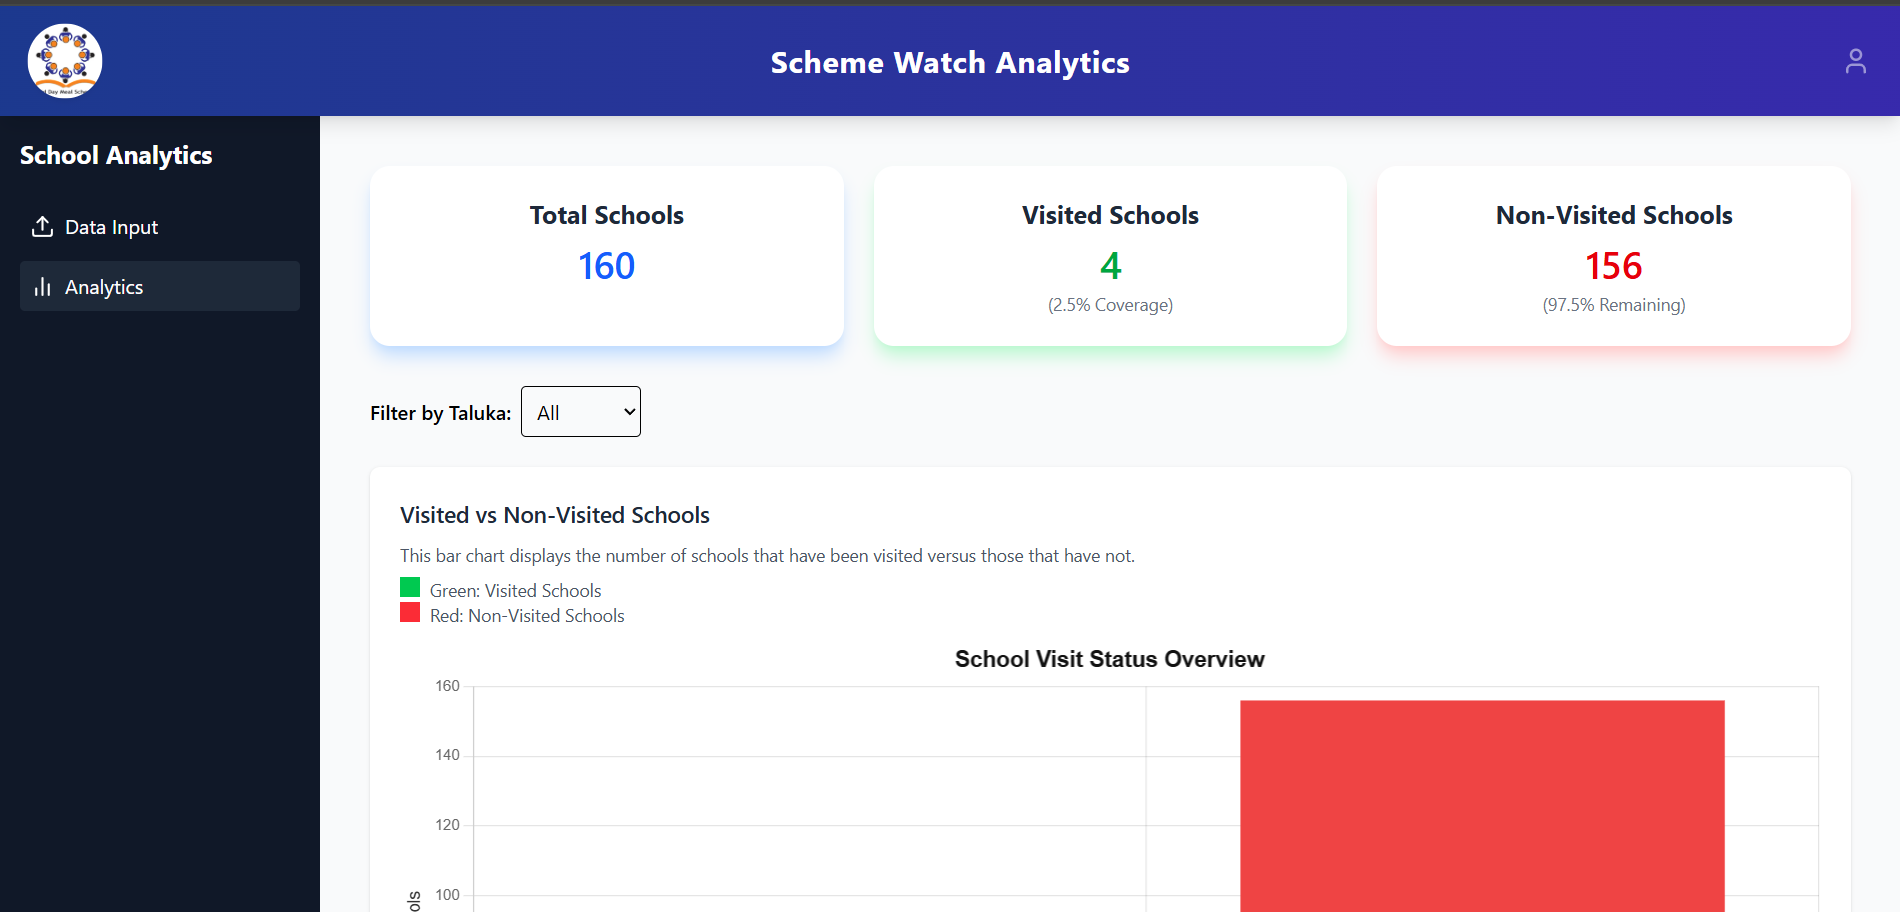 Scheme Watch Analytics
School Analytics
Data Input
Analytics
Total Schools
160
Visited Schools
4
(2.5% Coverage)
Non-Visited Schools
156
(97.5% Remaining)
Filter by Taluka: All
Visited vs Non-Visited Schools
This bar chart displays the number of schools that have been visited versus those that have not.
Green: Visited Schools
Red: Non-Visited Schools
School Visit Status Overview
160
140
120
100